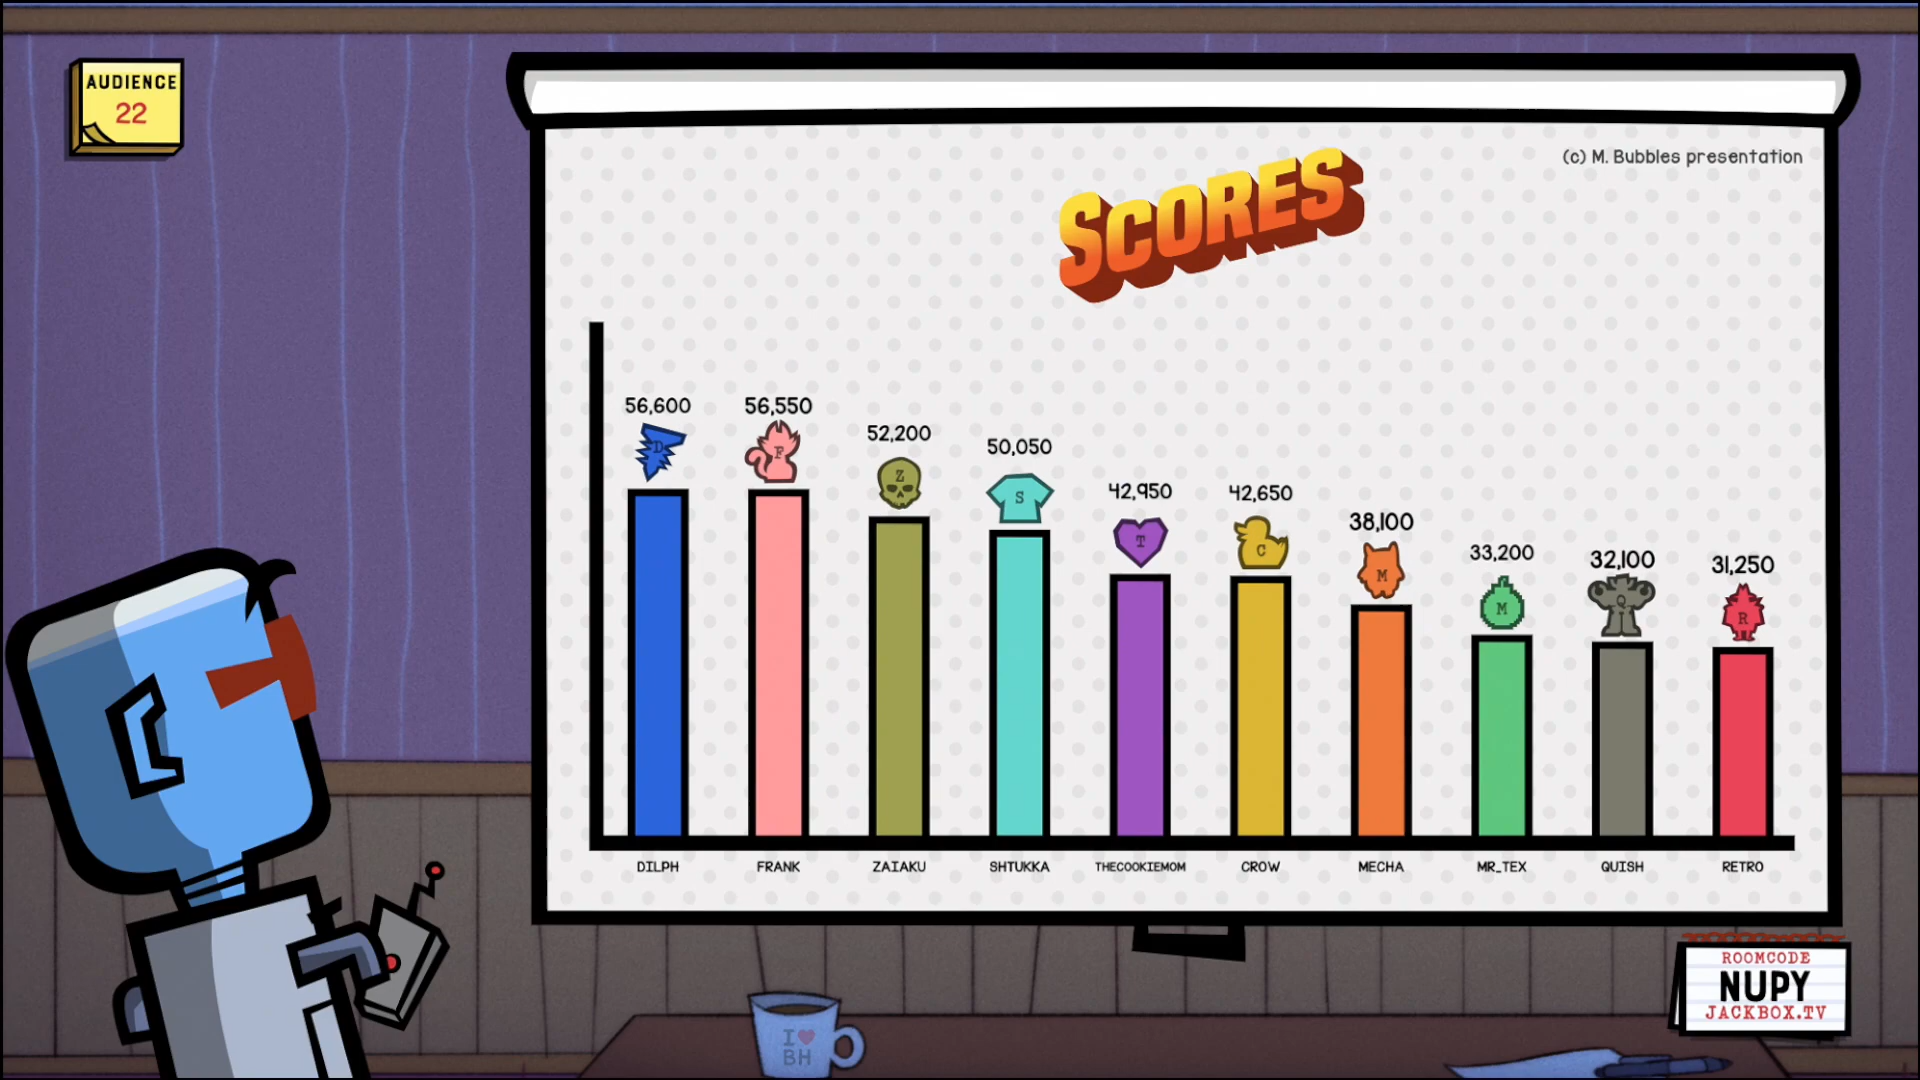 AUDIENCE
22
(c) M. Bubbles presentation
SCORES
56,600
56,550
52,200
50,050
42,950
42,650
38,100
33,200
32,100
31,250
D
F
Z
S
T
C
M
M
Q
R
DILPH
FRANK
ZAIAKU
SHTUKKA
THECOOKIEMOM
CROW
MECHA
MR_TEX
QUISH
RETRO
ROOMCODE
NUPY
JACKBOX.TV
I ♥
BH